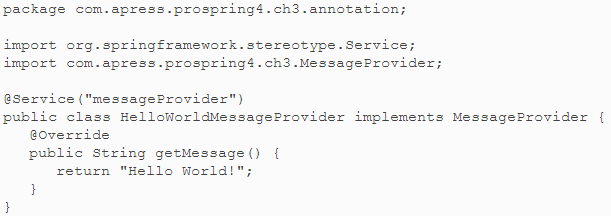 package com.apress.prospring4.ch3.annotation;

import org.springframework.stereotype.Service;
import com.apress.prospring4.ch3.MessageProvider;

@Service("messageProvider")
public class HelloWorldMessageProvider implements MessageProvider {
   @Override
   public String getMessage() {
      return "Hello World!";
   }
}